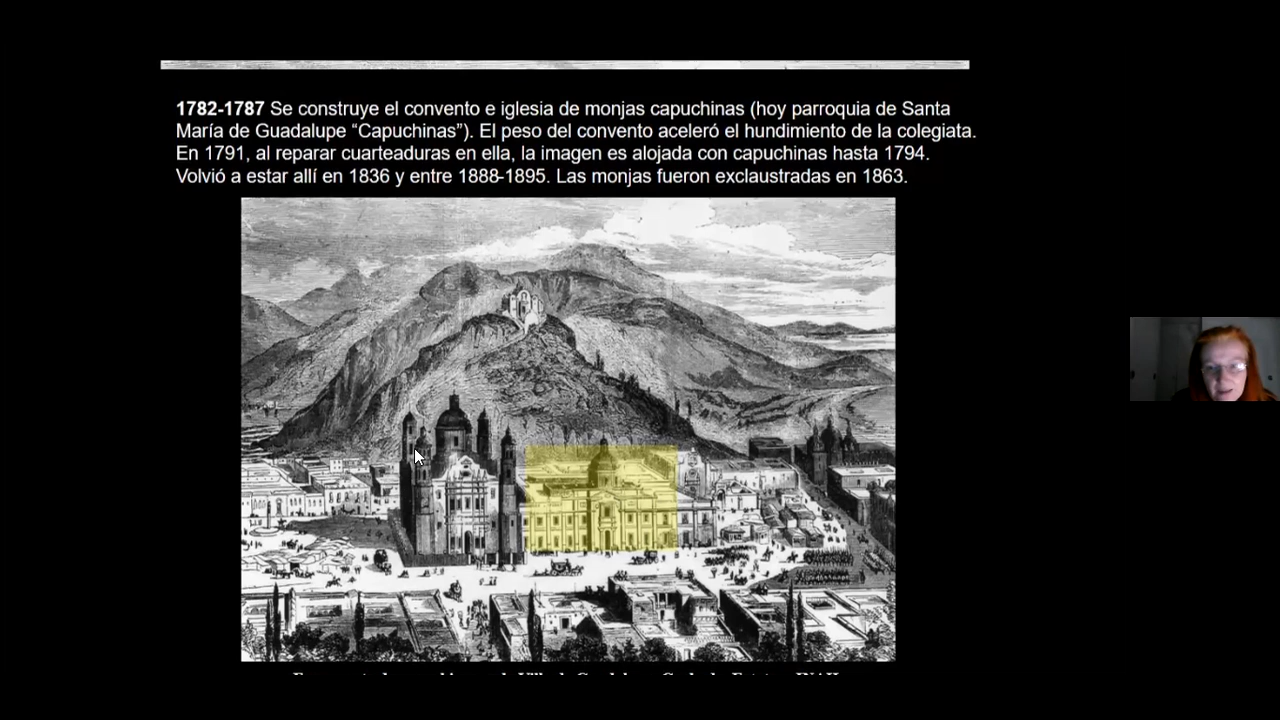 1782-1787 Se construye el convento e iglesia de monjas capuchinas (hoy parroquia de Santa
María de Guadalupe “Capuchinas”). El peso del convento aceleró el hundimiento de la colegiata.
En 1791, al reparar cuarteaduras en ella, la imagen es alojada con capuchinas hasta 1794.
Volvió a estar allí en 1836 y entre 1888-1895. Las monjas fueron exclaustradas en 1863.